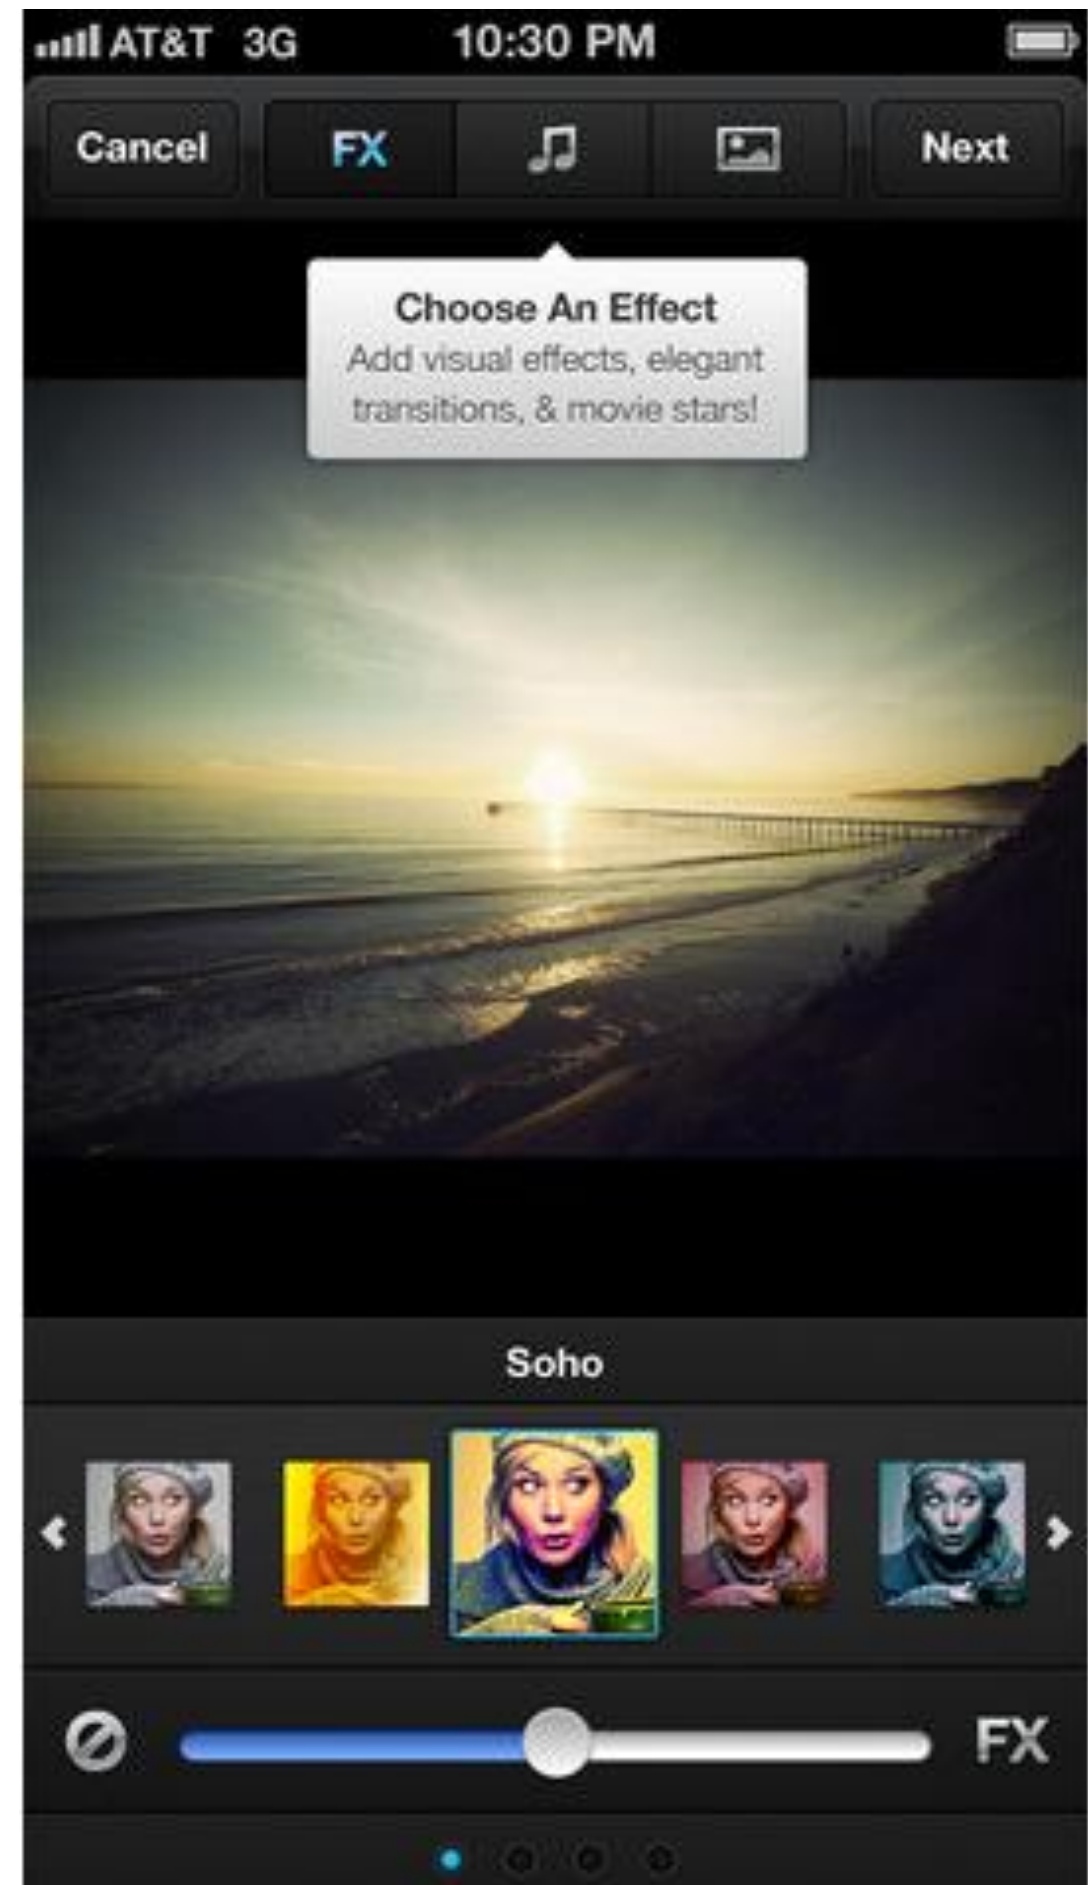 AT&T 3G 10:30 PM
Cancel FX Next
Choose An Effect
Add visual effects, elegant
transitions, & movie stars!
Soho
FX